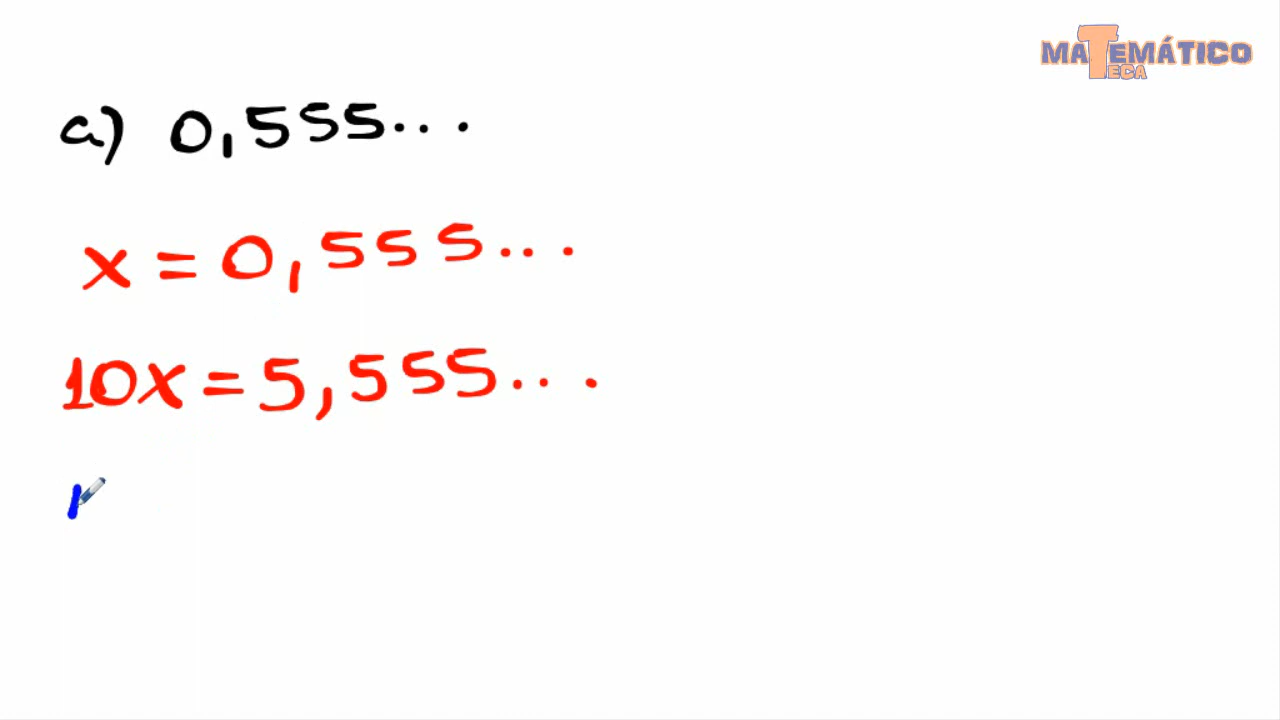 MATEMÁTICO
TECA
a) 0,555...
x = 0,555...
10x = 5,555...